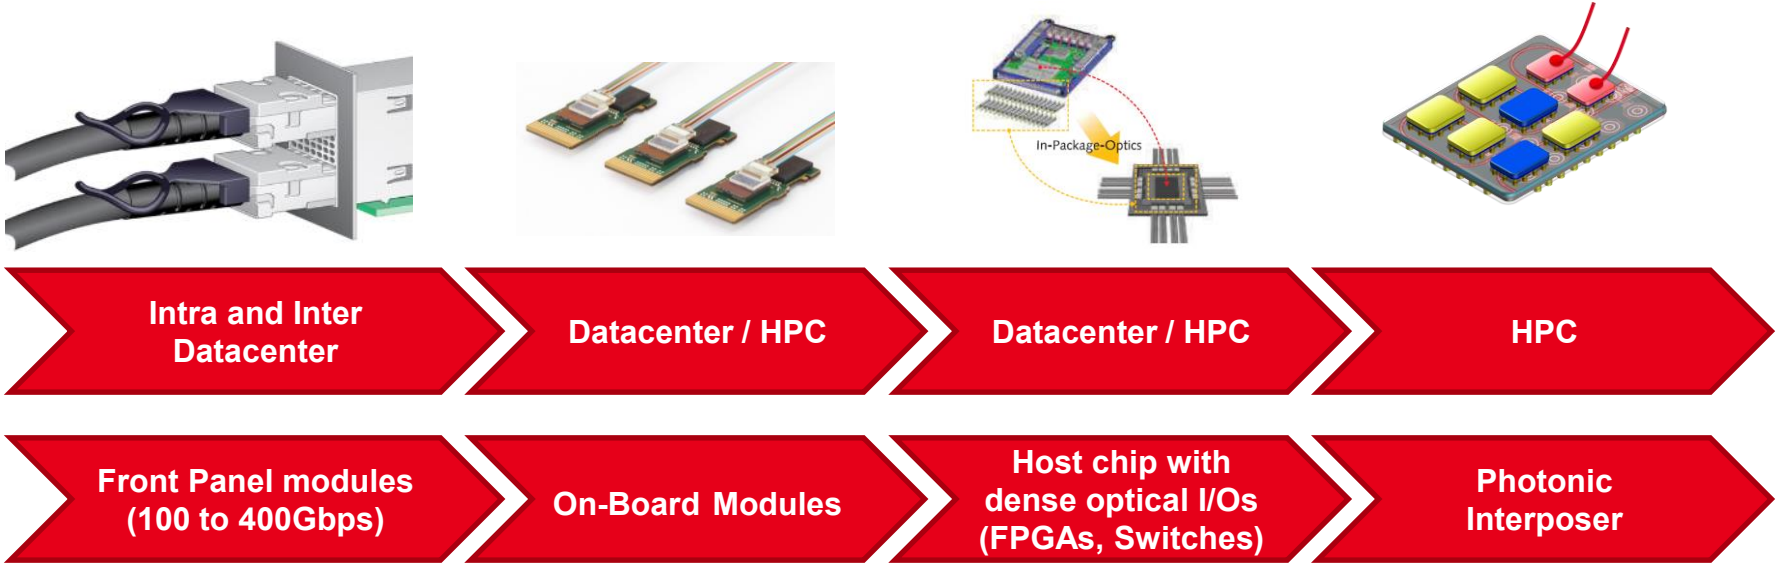 In-Package-Optics
Intra and Inter
Datacenter
Datacenter / HPC
Datacenter / HPC
HPC
Front Panel modules
(100 to 400Gbps)
On-Board Modules
Host chip with
dense optical I/Os
(FPGAs, Switches)
Photonic
Interposer